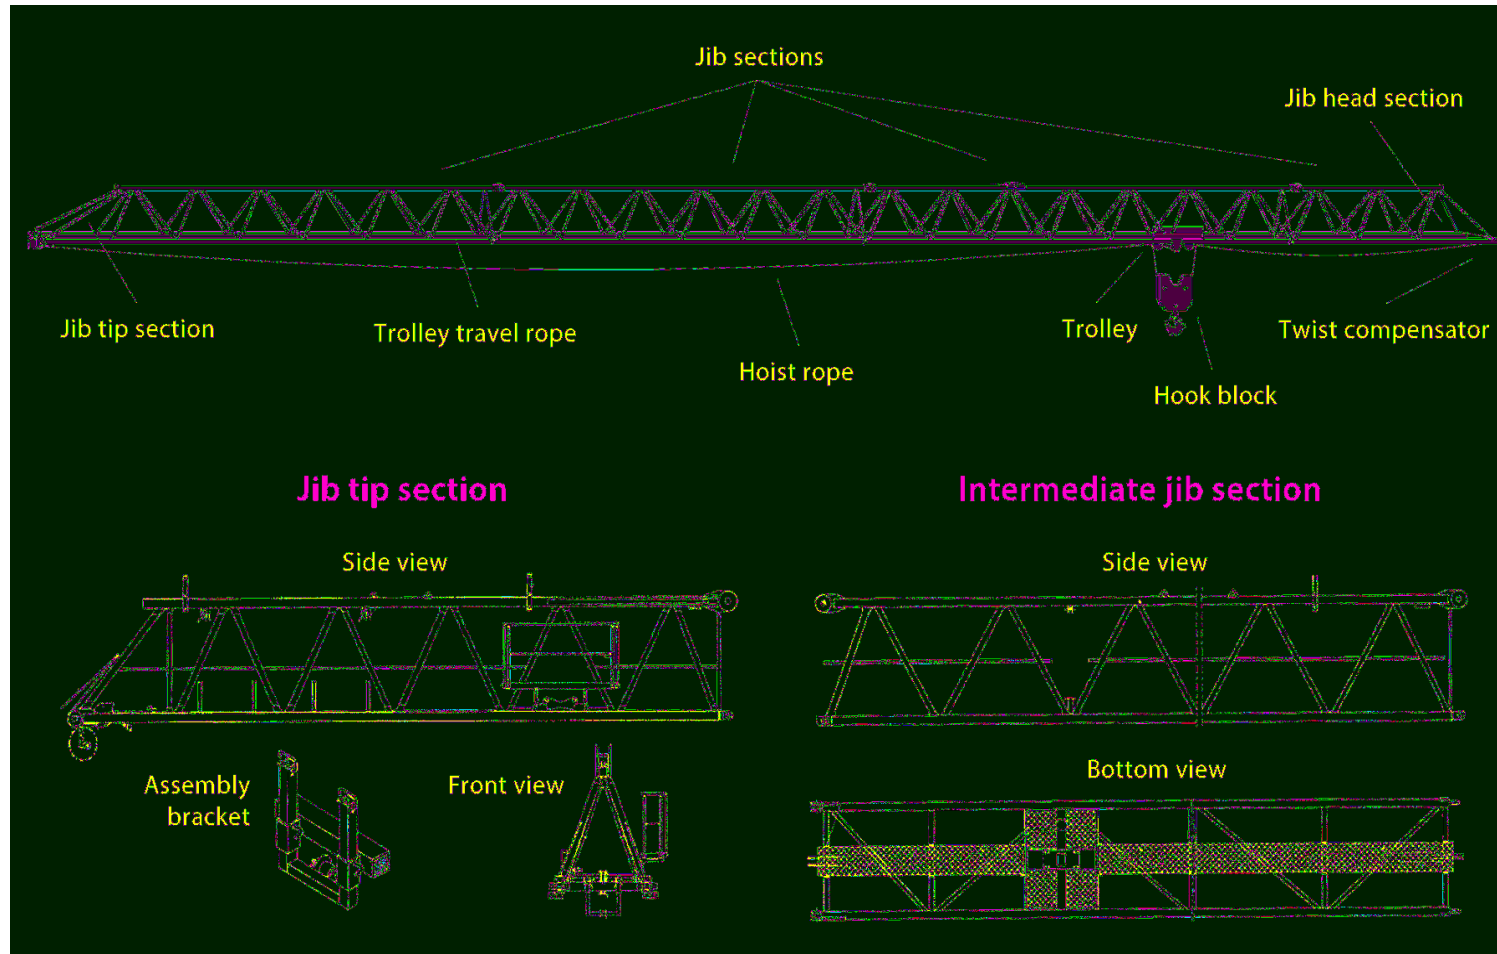 Jib sections
Jib head section
Jib tip section
Trolley travel rope
Hoist rope
Trolley
Twist compensator
Hook block
Jib tip section
Intermediate jib section
Side view
Side view
Assembly
bracket
Front view
Bottom view